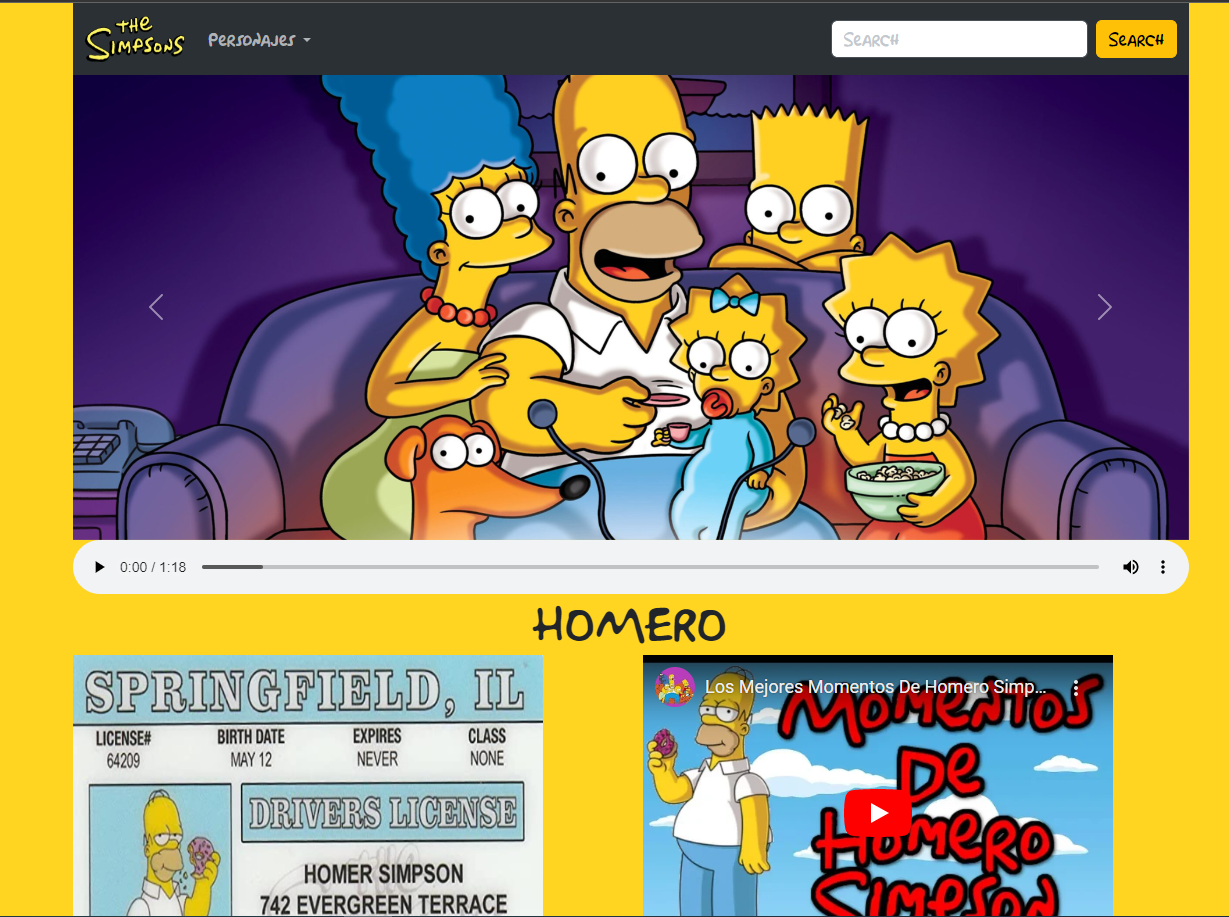 THE
SIMPSONS
Personajes
Search
Search
0:00 / 1:18
HOMERO
SPRINGFIELD, IL
LICENSE# BIRTH DATE EXPIRES CLASS
64209 MAY 12 NEVER NONE
DRIVERS LICENSE
HOMER SIMPSON
742 EVERGREEN TERRACE
Los Mejores Momentos De Homero Simp...
MOMENTOS
De
HOMERO
SIMPSON